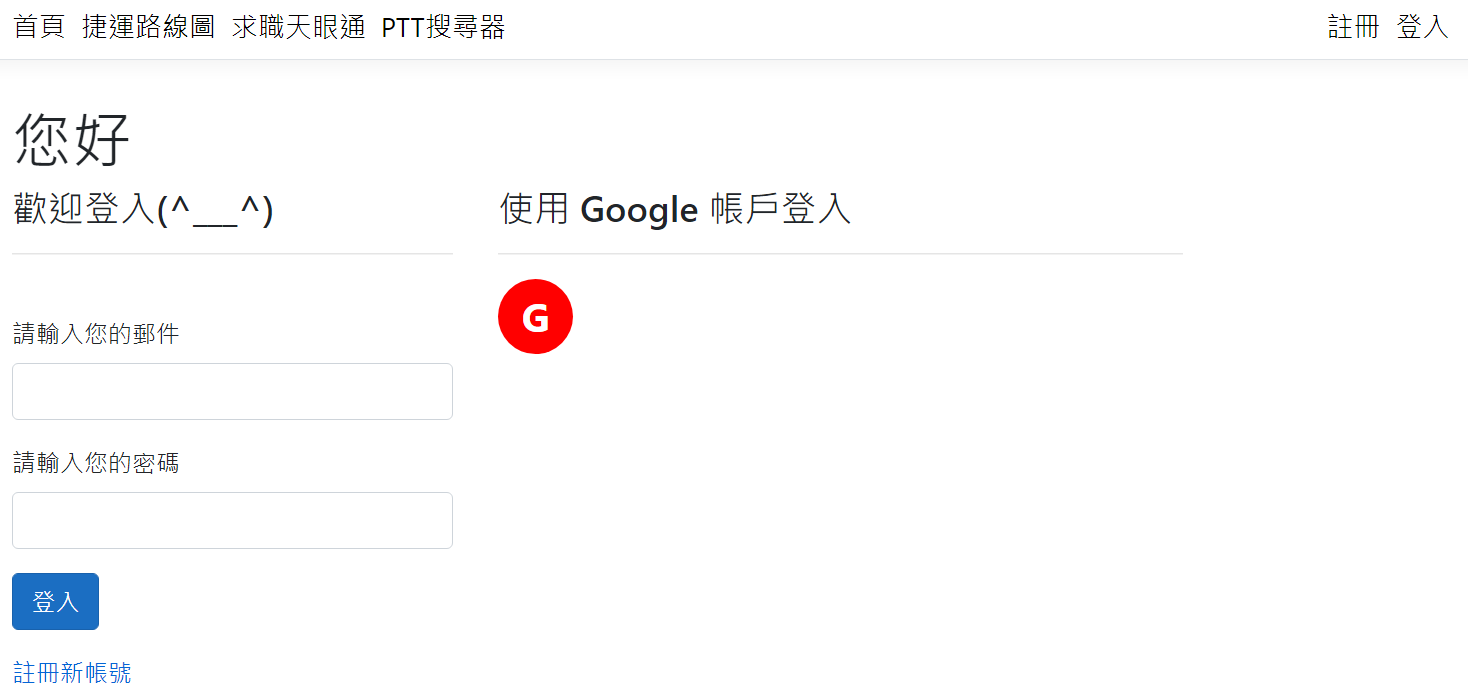 首頁 捷運路線圖 求職天眼通 PTT搜尋器 註冊 登入
您好
歡迎登入(^___^)
請輸入您的郵件
請輸入您的密碼
登入
註冊新帳號
使用 Google 帳戶登入
G